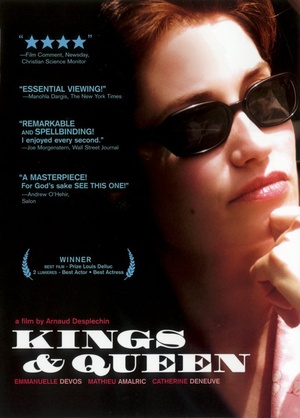 "★★★★"
—Film Comment, Newsday,
Christian Science Monitor
"ESSENTIAL VIEWING!"
—Manohla Dargis, The New York Times
"REMARKABLE
AND SPELLBINDING!
I enjoyed every second."
—Joe Morgenstern, Wall Street Journal
"A MASTERPIECE!
For God's sake SEE THIS ONE!"
—Andrew O'Hehir,
Salon
WINNER
BEST FILM - Prix Louis Delluc
2 LUMIERES - Best Actor • Best Actress
a film by Arnaud Desplechin
KINGS
& QUEEN
EMMANUELLE DEVOS MATHIEU AMALRIC CATHERINE DENEUVE